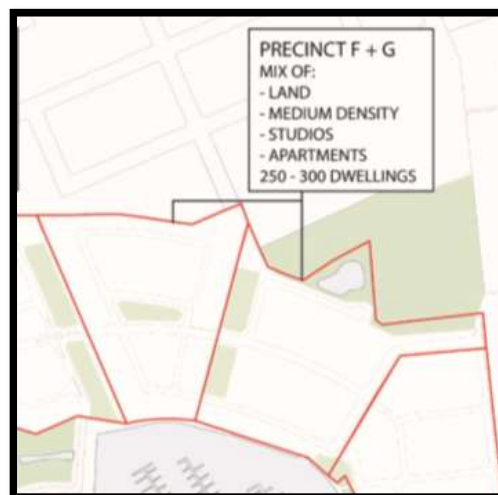 PRECINCT F + G
MIX OF:
- LAND
- MEDIUM DENSITY
- STUDIOS
- APARTMENTS
250 - 300 DWELLINGS